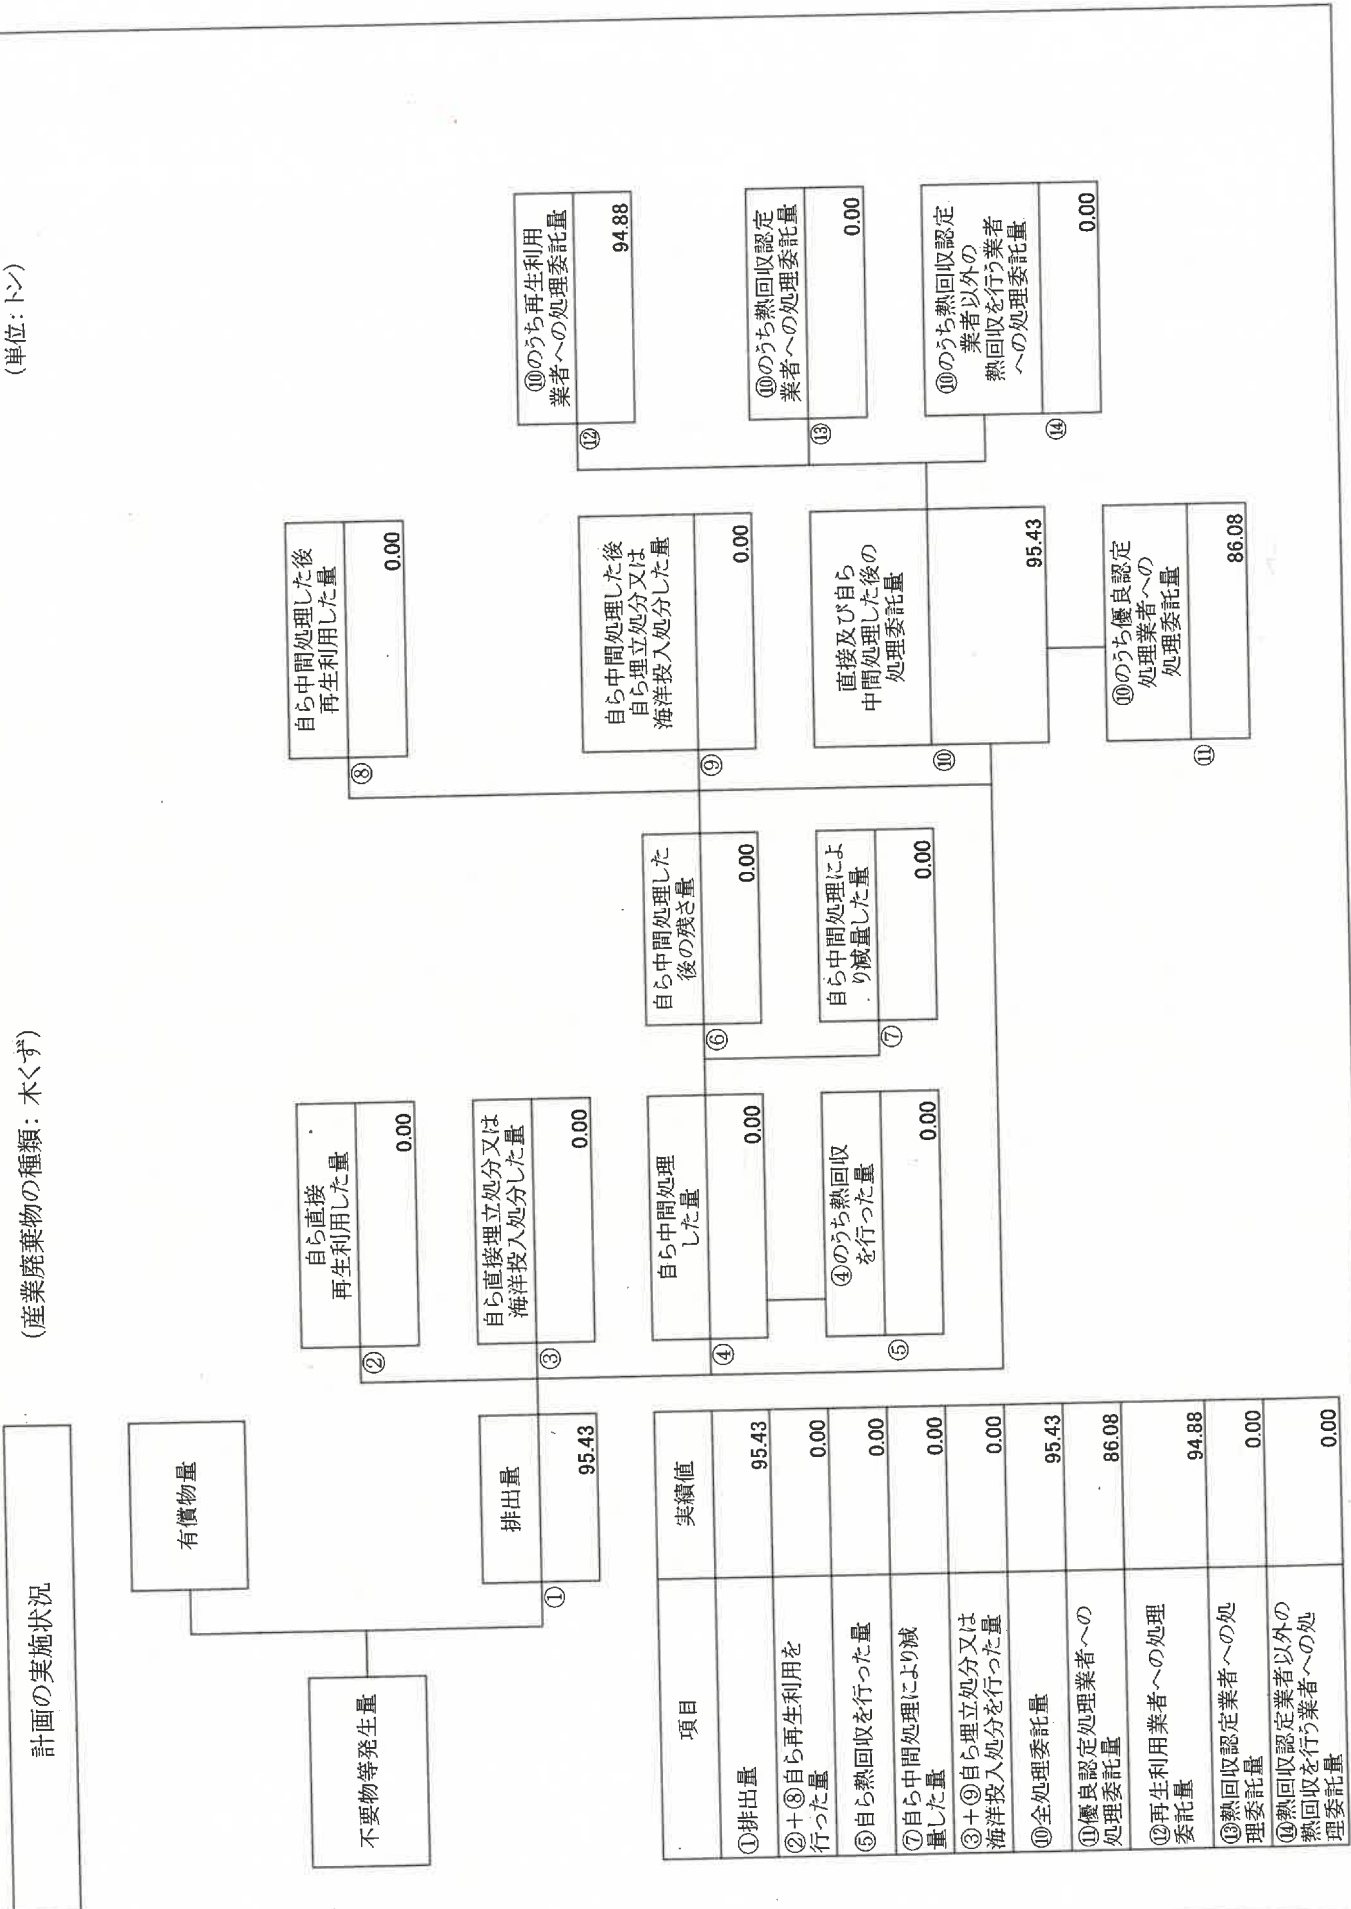 計画の実施状況
(産業廃棄物の種類: 木くず)
(単位: トン)
不要物等発生量
有償物量
①
排出量
95.43
②
自ら直接
再生利用した量
0.00
③
自ら直接埋立処分又は
海洋投入処分した量
0.00
④
自ら中間処理
した量
0.00
⑤
④のうち熱回収
を行った量
0.00
⑥
自ら中間処理した
後の残さ量
0.00
⑦
自ら中間処理によ
り減量した量
0.00
⑧
自ら中間処理した後
再生利用した量
0.00
⑨
自ら中間処理した後
自ら埋立処分又は
海洋投入処分した量
0.00
⑩
直接及び自ら
中間処理した後の
処理委託量
95.43
⑪
⑩のうち優良認定
処理業者への
処理委託量
86.08
⑫
⑩のうち再生利用
業者への処理委託量
94.88
⑬
⑩のうち熱回収認定
業者への処理委託量
0.00
⑭
⑩のうち熱回収認定
業者以外の
熱回収を行う業者
への処理委託量
0.00
項目 実績値
①排出量 95.43
②+⑧自ら再生利用を
行った量 0.00
⑤自ら熱回収を行った量 0.00
⑦自ら中間処理により減
量した量 0.00
③+⑨自ら埋立処分又は
海洋投入処分を行った量 0.00
⑩全処理委託量 95.43
⑪優良認定処理業者への
処理委託量 86.08
⑫再生利用業者への処理
委託量 94.88
⑬熱回収認定業者への処
理委託量 0.00
⑭熱回収認定業者以外の
熱回収を行う業者への処
理委託量 0.00